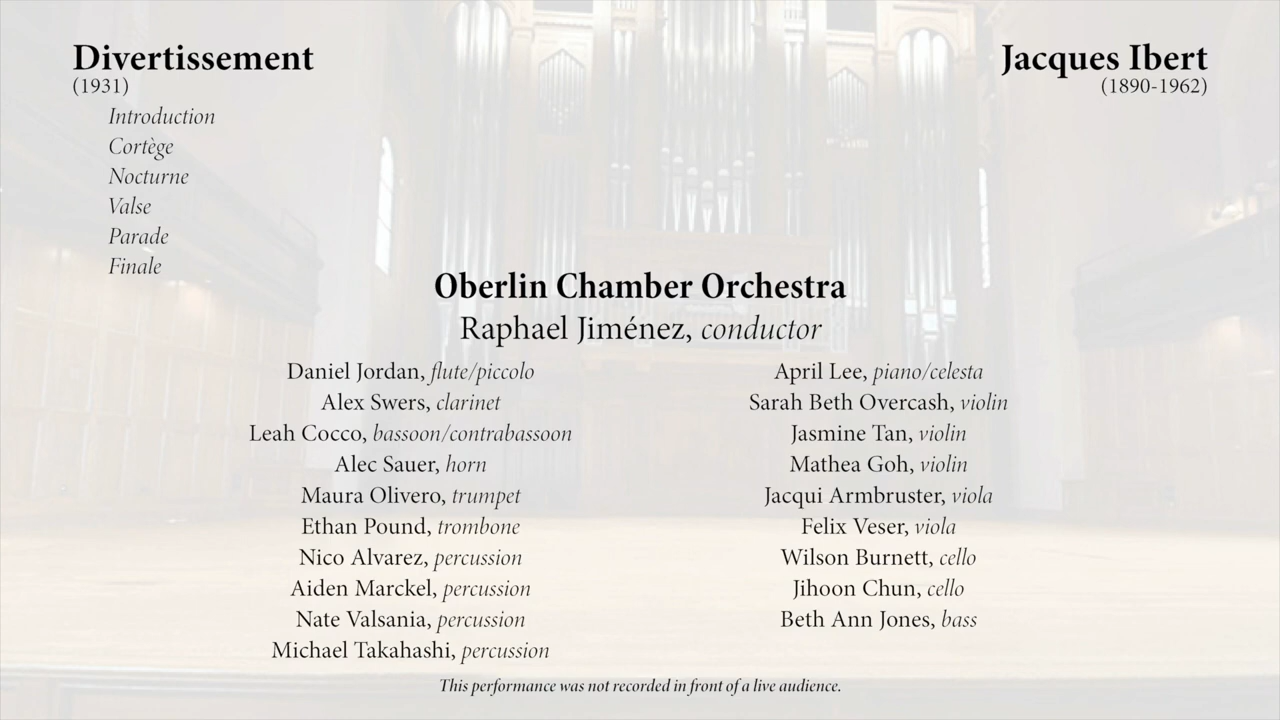 Divertissement
(1931)
Introduction
Cortège
Nocturne
Valse
Parade
Finale
Jacques Ibert
(1890-1962)
Oberlin Chamber Orchestra
Raphael Jiménez, conductor
Daniel Jordan, flute/piccolo
Alex Swers, clarinet
Leah Cocco, bassoon/contrabassoon
Alec Sauer, horn
Maura Olivero, trumpet
Ethan Pound, trombone
Nico Alvarez, percussion
Aiden Marckel, percussion
Nate Valsania, percussion
Michael Takahashi, percussion
April Lee, piano/celesta
Sarah Beth Overcash, violin
Jasmine Tan, violin
Mathea Goh, violin
Jacqui Armbruster, viola
Felix Veser, viola
Wilson Burnett, cello
Jihoon Chun, cello
Beth Ann Jones, bass
This performance was not recorded in front of a live audience.